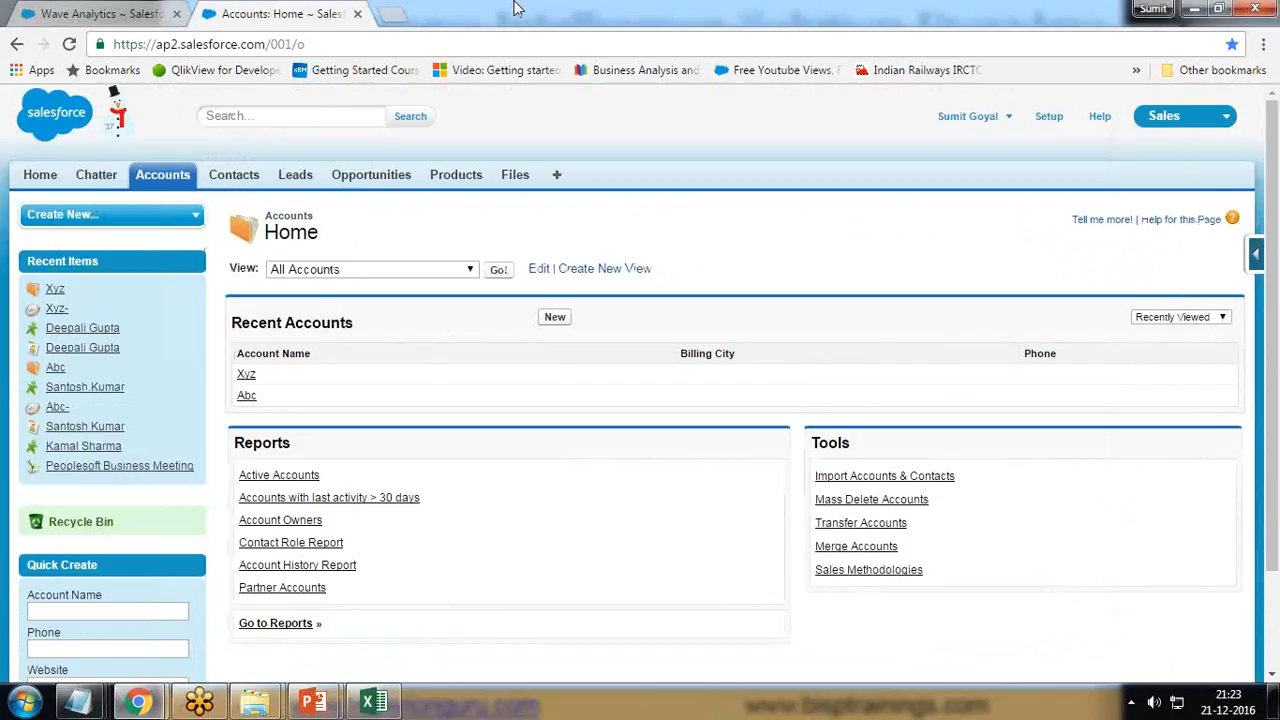 Wave Analytics ~ Salesfo
Accounts: Home ~ Salesf
Sumit
https://ap2.salesforce.com/001/o
Apps
Bookmarks
QlikView for Develope
Getting Started Cours
Video: Getting starte
Business Analysis and
Free Youtube Views, F
Indian Railways IRCTC
»
Other bookmarks
salesforce
'17
Search...
Search
Sumit Goyal
Setup
Help
Sales
Home
Chatter
Accounts
Contacts
Leads
Opportunities
Products
Files
+
Create New...
Recent Items
Xyz
Xyz-
Deepali Gupta
Deepali Gupta
Abc
Santosh Kumar
Abc-
Santosh Kumar
Kamal Sharma
Peoplesoft Business Meeting
Recycle Bin
Quick Create
Account Name
Phone
Website
Accounts
Home
Tell me more! | Help for this Page ?
View: All Accounts Go! Edit | Create New View
Recent Accounts New Recently Viewed
Account Name Billing City Phone
Xyz
Abc
Reports
Active Accounts
Accounts with last activity > 30 days
Account Owners
Contact Role Report
Account History Report
Partner Accounts
Go to Reports »
Tools
Import Accounts & Contacts
Mass Delete Accounts
Transfer Accounts
Merge Accounts
Sales Methodologies
www.bisptrainings.com
21:23
21-12-2016